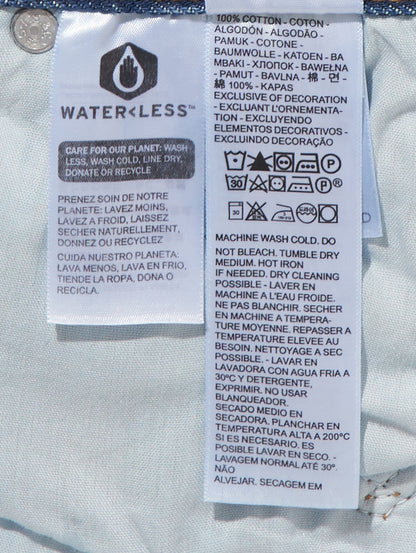 WATER<LESS™
CARE FOR OUR PLANET: WASH
LESS, WASH COLD, LINE DRY,
DONATE OR RECYCLE
PRENEZ SOIN DE NOTRE
PLANETE: LAVEZ MOINS,
LAVEZ A FROID, LAISSEZ
SECHER NATURELLEMENT,
DONNEZ OU RECYCLEZ
CUIDA NUESTRO PLANETA:
LAVA MENOS, LAVA EN FRIO,
TIENDE LA ROPA, DONA O
RECICLA.
100% COTTON - COTON -
ALGODÓN - ALGODÃO -
PAMUK - COTONE -
BAUMWOLLE - KATOEN - BA
MBAKI - ХЛОПОК - BAWEŁNA
- PAMUT - BAVLNA - 棉 - 면 -
綿 100% - KAPAS
EXCLUSIVE OF DECORATION
- EXCLUANT L'ORNEMENTA-
TION - EXCLUYENDO
ELEMENTOS DECORATIVOS -
EXCLUINDO DECORAÇÃO
P
30 P ®
30
D
MACHINE WASH COLD. DO
NOT BLEACH. TUMBLE DRY
MEDIUM. HOT IRON
IF NEEDED. DRY CLEANING
POSSIBLE - LAVER EN
MACHINE A L'EAU FROIDE.
NE PAS BLANCHIR. SECHER
EN MACHINE A TEMPERA-
TURE MOYENNE. REPASSER A
TEMPERATURE ELEVEE AU
BESOIN. NETTOYAGE A SEC
POSSIBLE - LAVAR EN
LAVADORA CON AGUA FRIA A
30°C Y DETERGENTE,
EXPRIMIR. NO USAR
BLANQUEADOR.
SECADO MEDIO EN
SECADORA. PLANCHAR EN
TEMPERATURA ALTA A 200°C
SI ES NECESARIO. ES
POSIBLE LAVAR EN SECO. -
LAVAGEM NORMAL ATÉ 30°.
NÃO
ALVEJAR. SECAGEM EM